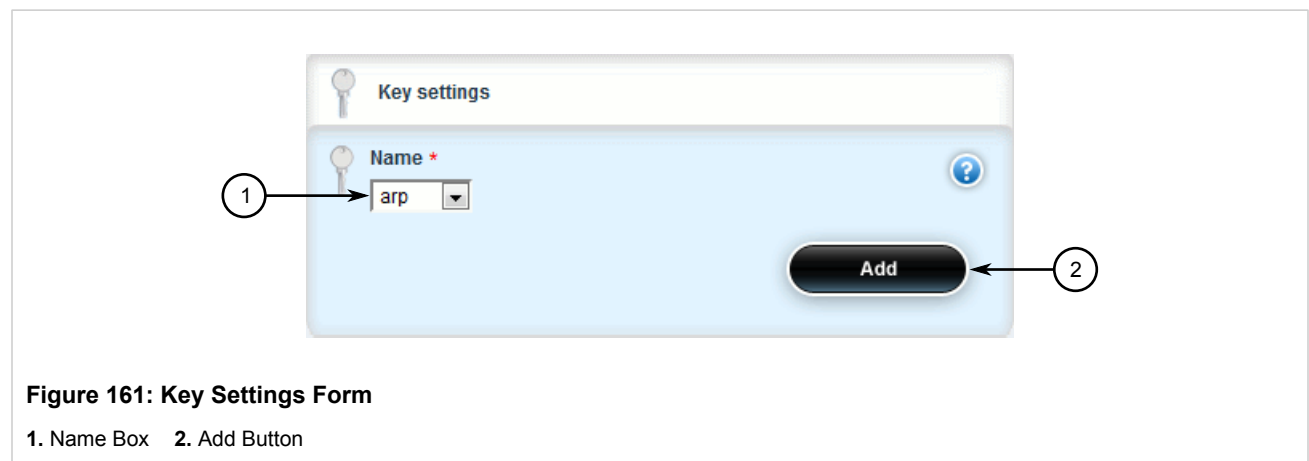 Key settings
Name *
1
arp
?
Add
2
Figure 161: Key Settings Form
1. Name Box 2. Add Button